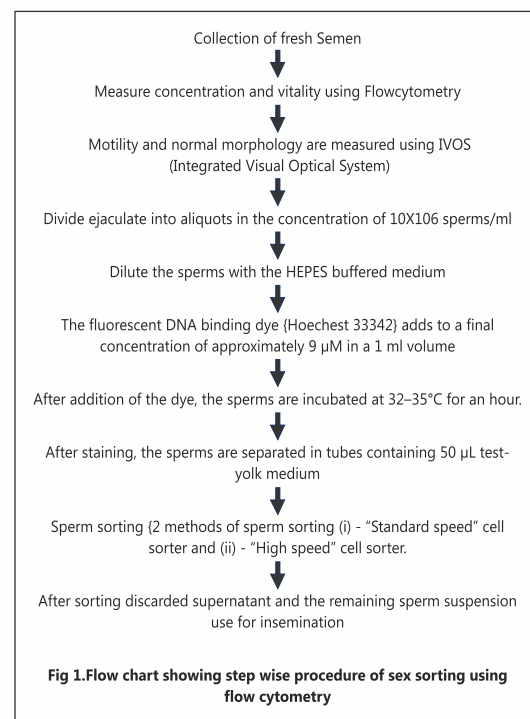 Collection of fresh Semen
Measure concentration and vitality using Flowcytometry
Motility and normal morphology are measured using IVOS
(Integrated Visual Optical System)
Divide ejaculate into aliquots in the concentration of 10X106 sperms/ml
Dilute the sperms with the HEPES buffered medium
The fluorescent DNA binding dye {Hoechest 33342} adds to a final
concentration of approximately 9 µM in a 1 ml volume
After addition of the dye, the sperms are incubated at 32–35°C for an hour.
After staining, the sperms are separated in tubes containing 50 µL test-
yolk medium
Sperm sorting {2 methods of sperm sorting (i) - “Standard speed” cell
sorter and (ii) - “High speed” cell sorter.
After sorting discarded supernatant and the remaining sperm suspension
use for insemination
Fig 1.Flow chart showing step wise procedure of sex sorting using
flow cytometry